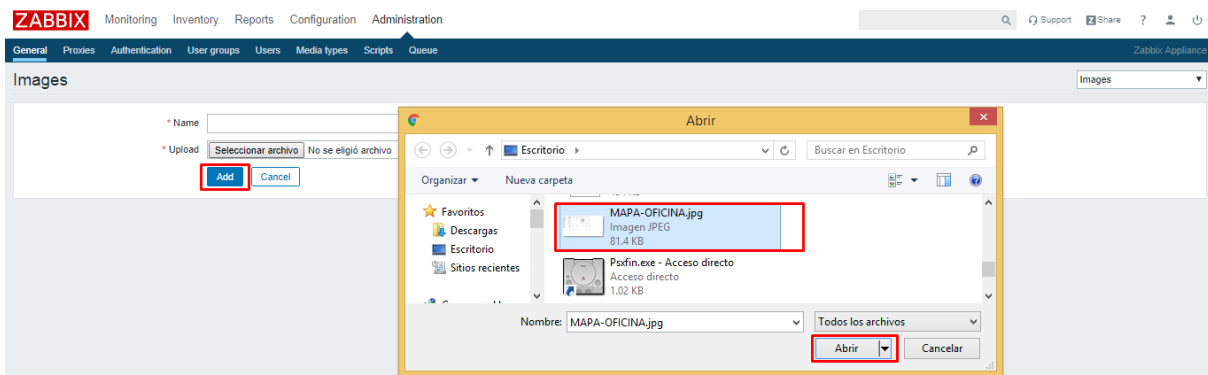 ZABBIX Monitoring Inventory Reports Configuration Administration Support Z Share ?
General Proxies Authentication User groups Users Media types Scripts Queue Zabbix Appliance
Images Images
* Name
* Upload Seleccionar archivo No se eligió archivo
Add Cancel
Abrir
Escritorio Buscar en Escritorio
Organizar Nueva carpeta
Favoritos
Descargas
Escritorio
Sitios recientes
MAPA-OFICINA.jpg
Imagen JPEG
81.4 KB
Psxfin.exe - Acceso directo
Acceso directo
1.02 KB
Nombre: MAPA-OFICINA.jpg Todos los archivos
Abrir Cancelar